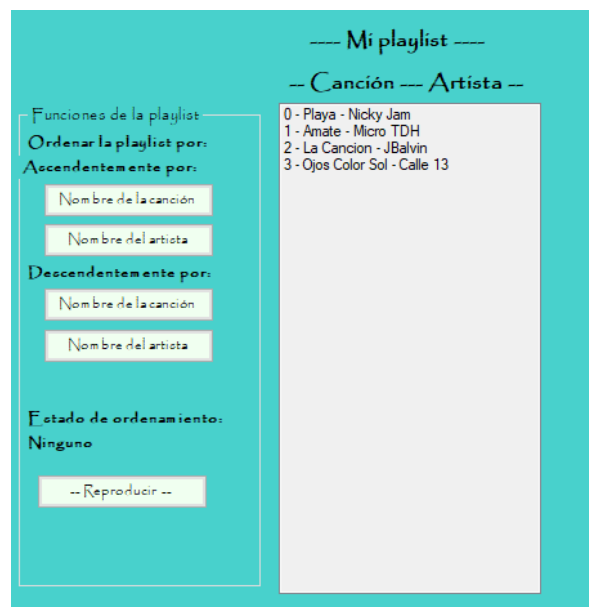 ---- Mi playlist ----
-- Canción --- Artista --
Funciones de la playlist
Ordenar la playlist por:
Ascendentemente por:
Nombre de la canción
Nombre del artista
Descendentemente por:
Nombre de la canción
Nombre del artista
Estado de ordenamiento:
Ninguno
-- Reproducir --
0 - Playa - Nicky Jam
1 - Amate - Micro TDH
2 - La Cancion - JBalvin
3 - Ojos Color Sol - Calle 13